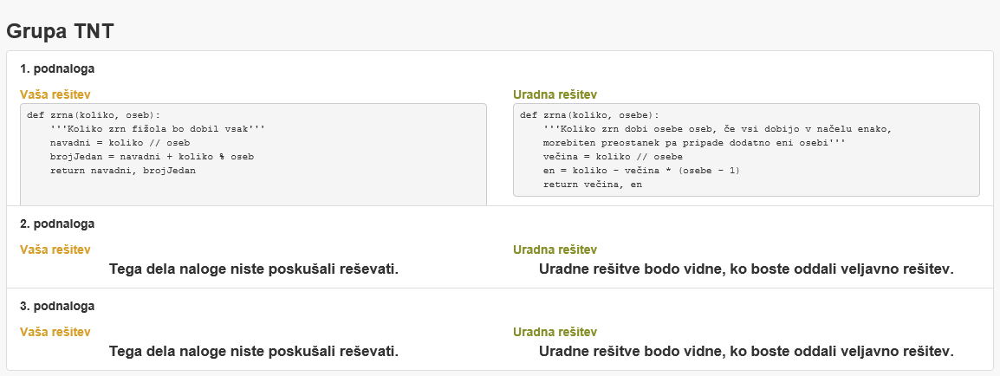 Grupa TNT
1. podnaloga
Vaša rešitev
def zrna(koliko, oseb):
    '''Koliko zrn fižola bo dobil vsak'''
    navadni = koliko // oseb
    brojJedan = navadni + koliko % oseb
    return navadni, brojJedan
Uradna rešitev
def zrna(koliko, osebe):
    '''Koliko zrn dobi osebe oseb, če vsi dobijo v načelu enako,
    morebiten preostanek pa pripade dodatno eni osebi'''
    večina = koliko // osebe
    en = koliko - večina * (osebe - 1)
    return večina, en
2. podnaloga
Vaša rešitev
Tega dela naloge niste poskušali reševati.
Uradna rešitev
Uradne rešitve bodo vidne, ko boste oddali veljavno rešitev.
3. podnaloga
Vaša rešitev
Tega dela naloge niste poskušali reševati.
Uradna rešitev
Uradne rešitve bodo vidne, ko boste oddali veljavno rešitev.